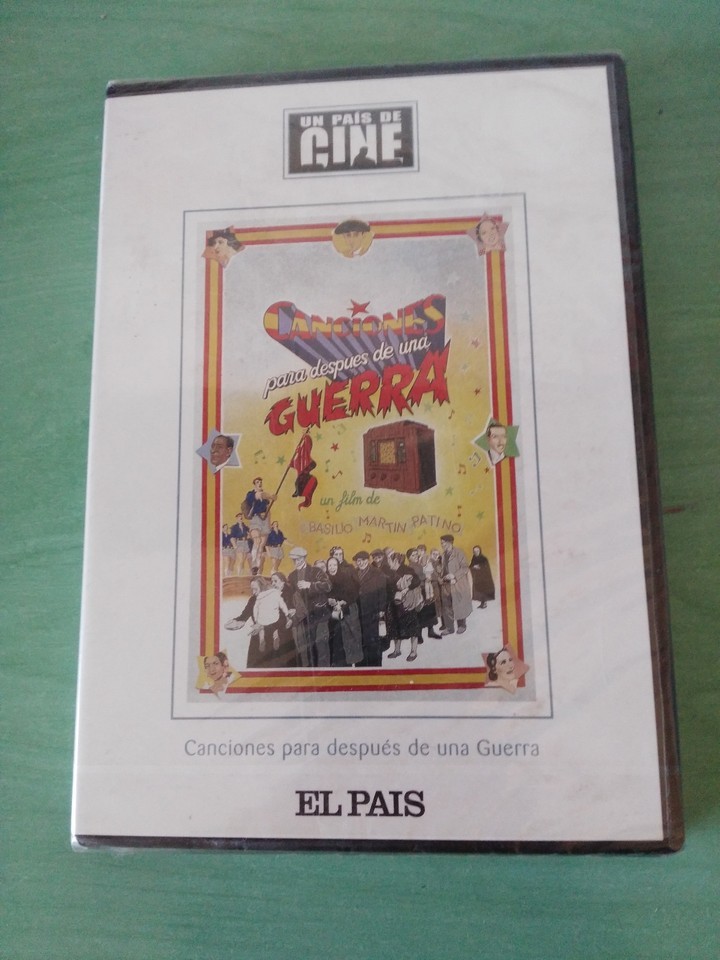 UN PAÍS DE
CINE
CANCIONES
para despues de una
GUERRA
un film de
BASILIO MARTIN PATINO
Canciones para después de una Guerra
EL PAIS